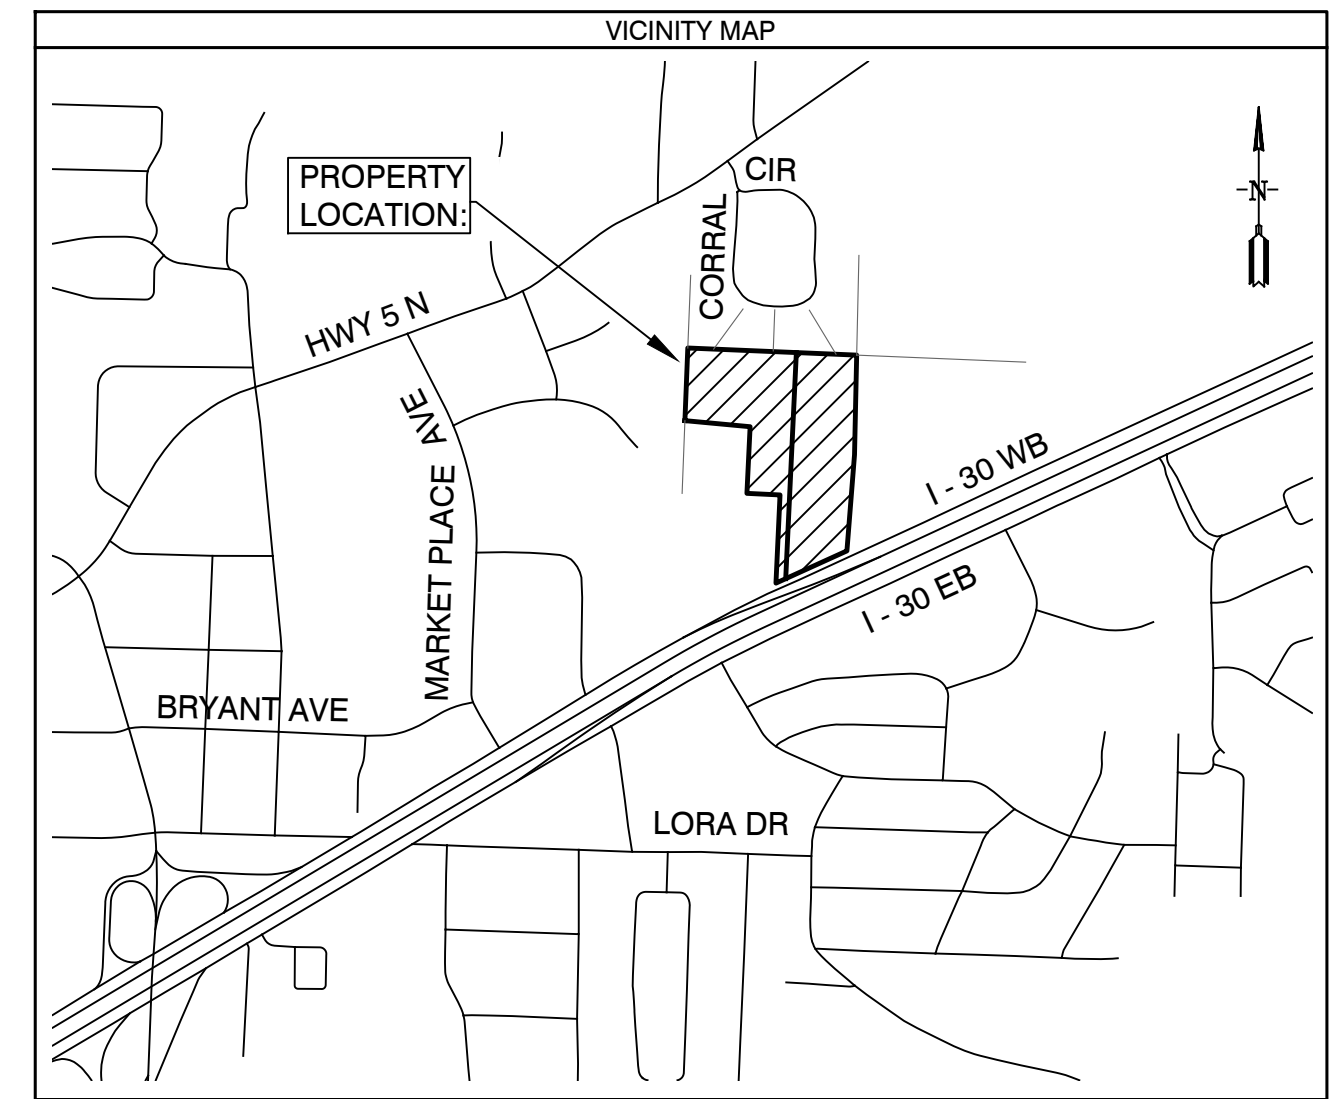 VICINITY MAP
CIR
PROPERTY
LOCATION:
-N-
CORRAL
HWY 5 N
MARKET PLACE AVE
I - 30 WB
I - 30 EB
BRYANT AVE
LORA DR